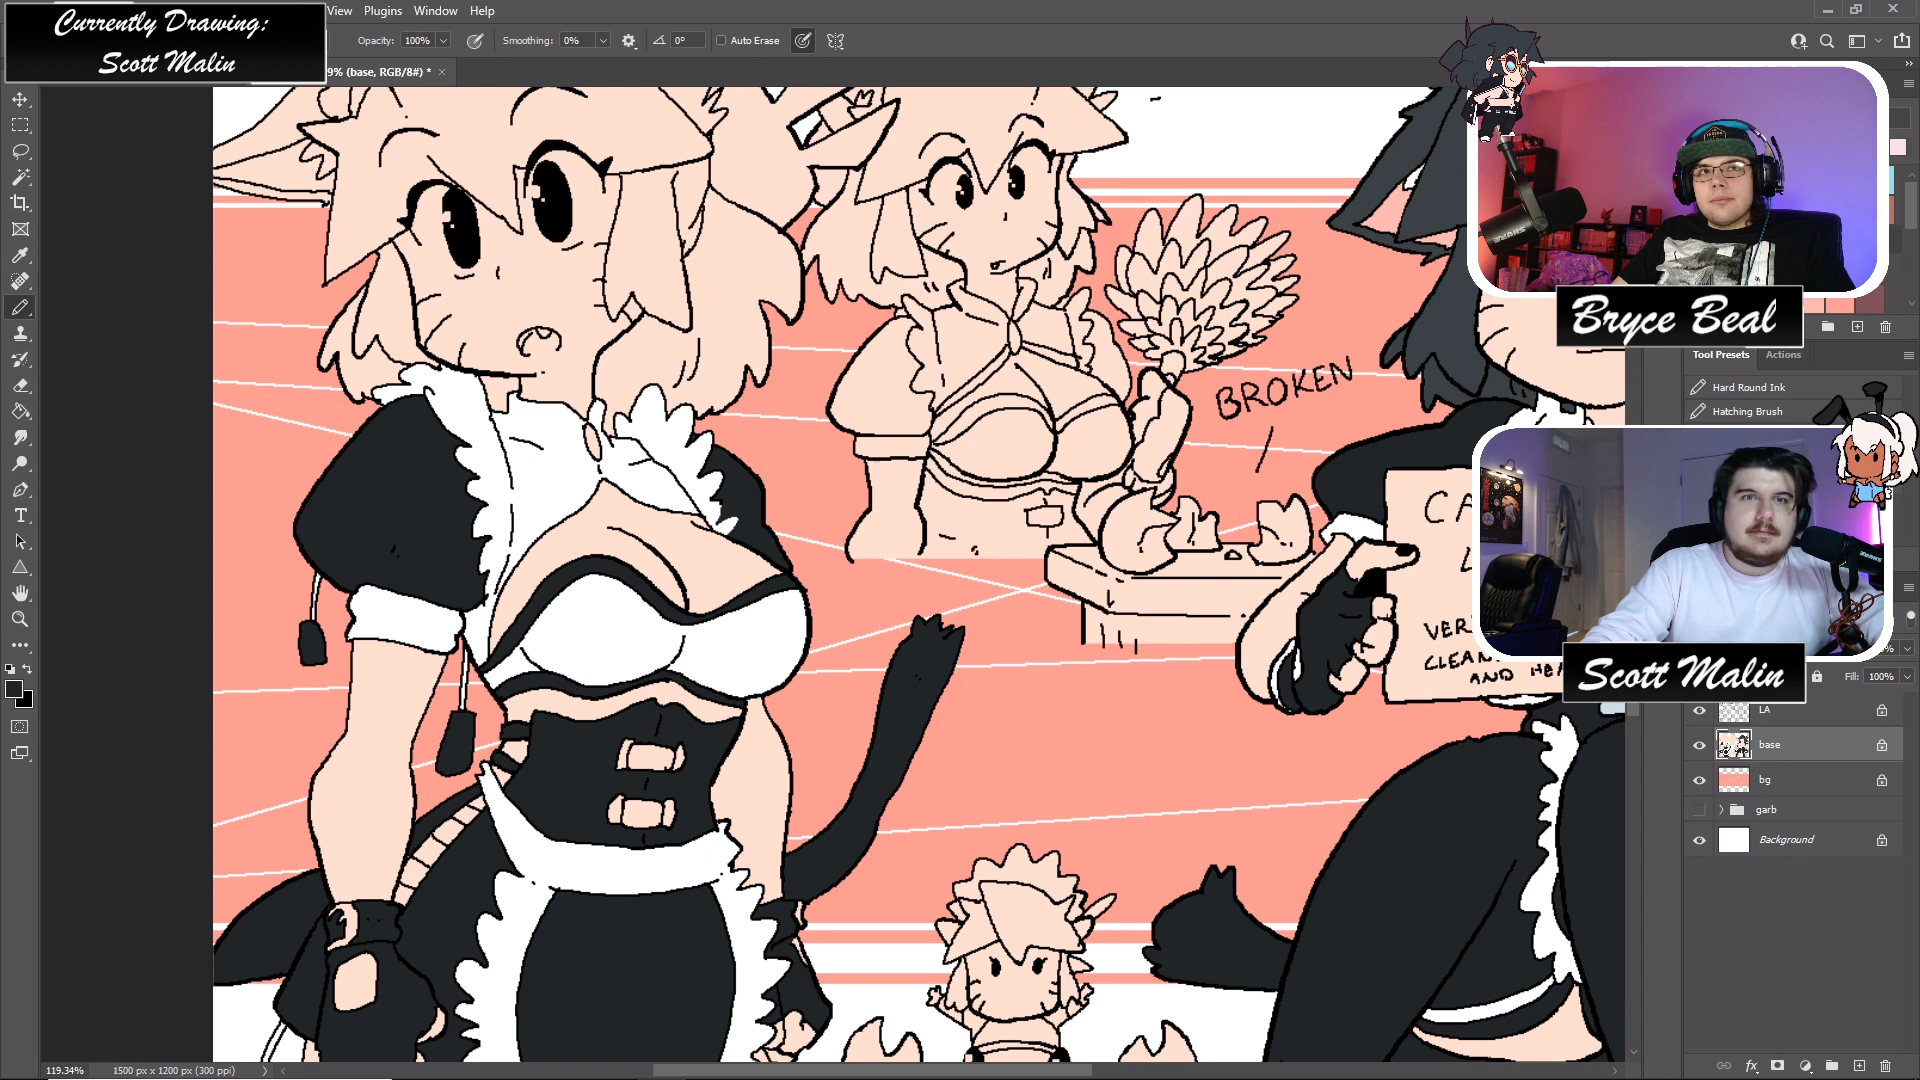 Currently Drawing:
Scott Malin
View Plugins Window Help
Opacity: 100% Smoothing: 0% 0° Auto Erase
9% (base, RGB/8#) * ×
BROKEN
Bryce Beal
Tool Presets Actions
Hard Round Ink
Hatching Brush
CLEAN
AND
Scott Malin
Fill: 100%
LA
base
bg
garb
Background
119.34% 1500 px x 1200 px (300 ppi)